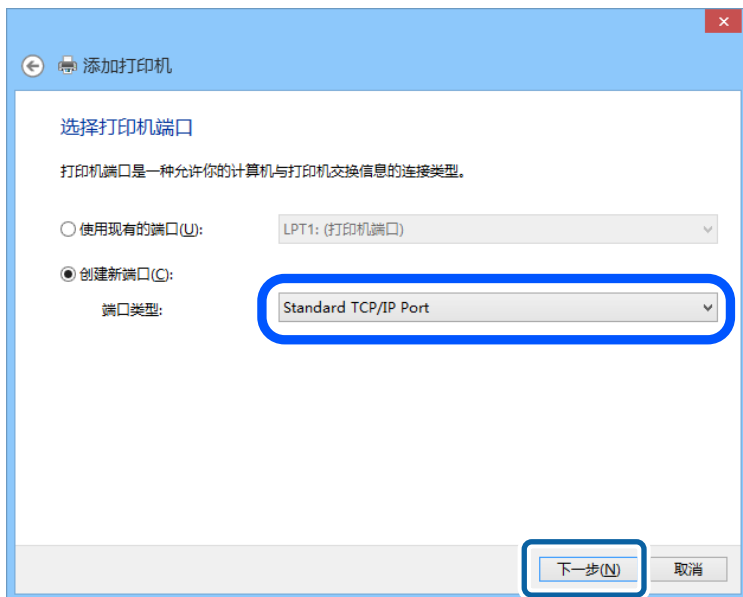 添加打印机
选择打印机端口
打印机端口是一种允许你的计算机与打印机交换信息的连接类型。
使用现有的端口(U): LPT1: (打印机端口)
创建新端口(C):
端口类型: Standard TCP/IP Port
下一步(N) 取消